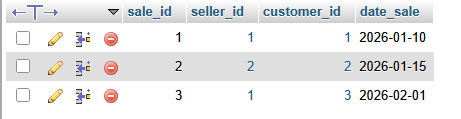 sale_id seller_id customer_id date_sale
1 1 1 2026-01-10
2 2 2 2026-01-15
3 1 3 2026-02-01